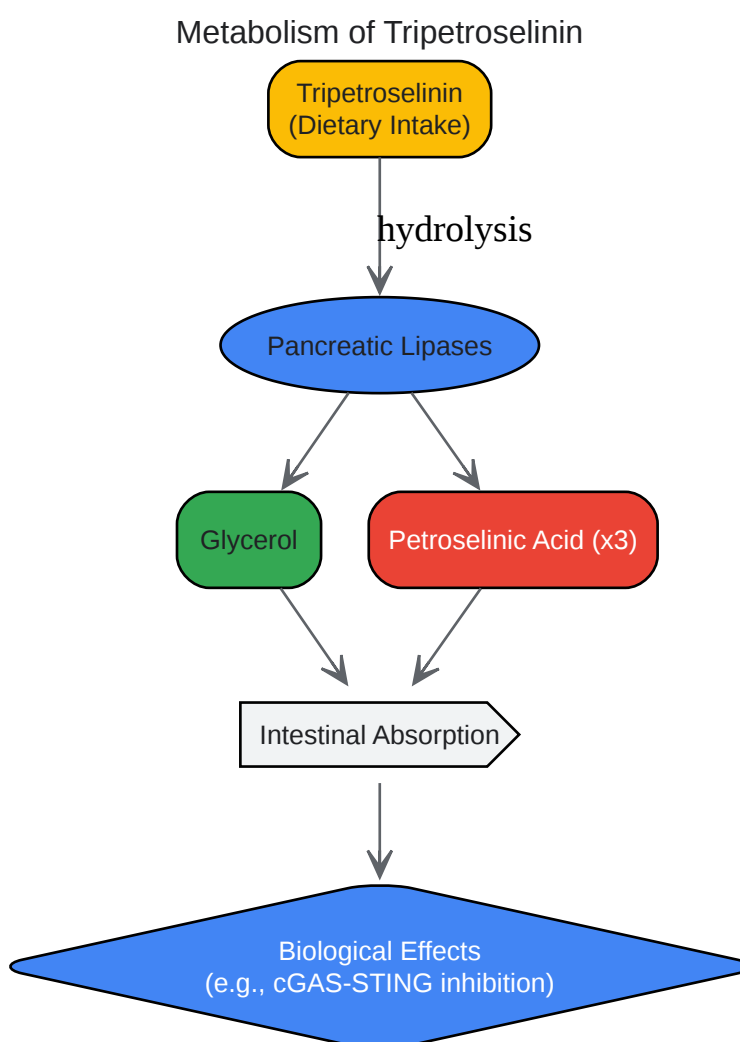 Metabolism of Tripetroselinin
Tripetroselinin
(Dietary Intake)
hydrolysis
Pancreatic Lipases
Glycerol
Petroselinic Acid (x3)
Intestinal Absorption
Biological Effects
(e.g., cGAS-STING inhibition)